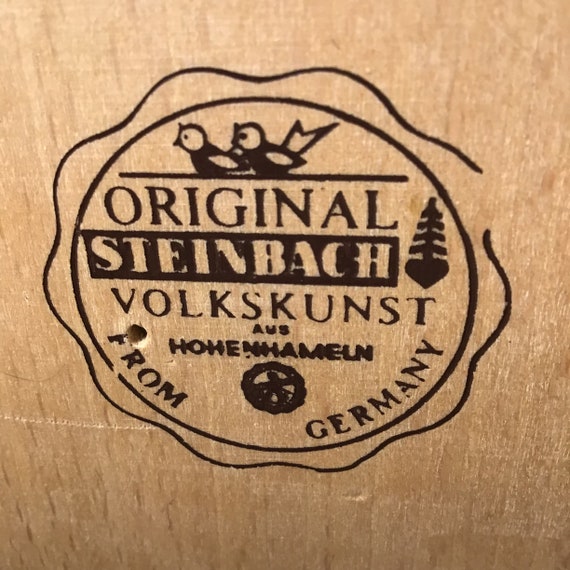 ORIGINAL
STEINBACH
VOLKSKUNST
AUS
HOHENHAMELN
FROM GERMANY